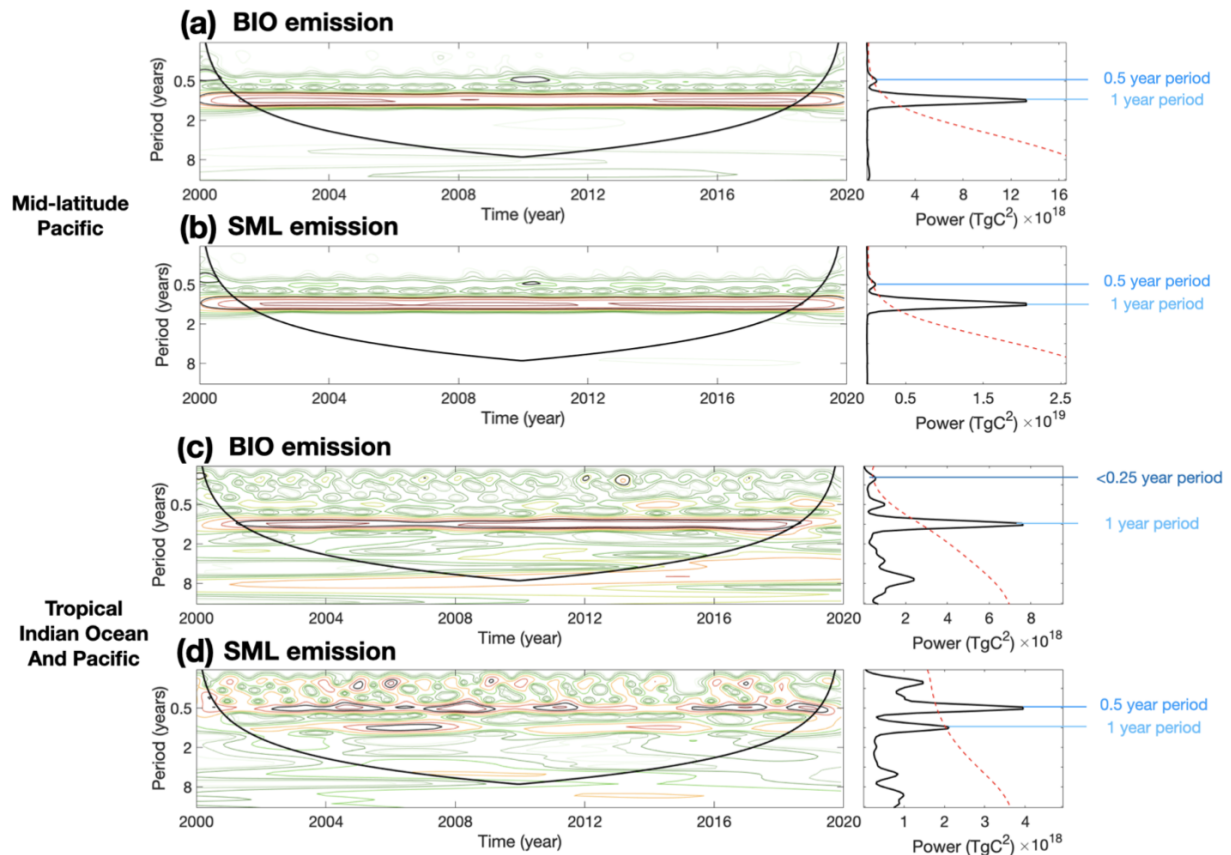 (a) BIO emission
Period (years)
0.5
2
8
2000 2004 2008 2012 2016 2020
Time (year)
0 4 8 12 16
Power (TgC²) ×10¹⁸
0.5 year period
1 year period
Mid-latitude
Pacific
(b) SML emission
Period (years)
0.5
2
8
2000 2004 2008 2012 2016 2020
Time (year)
0.5 1 1.5 2 2.5
Power (TgC²) ×10¹⁹
0.5 year period
1 year period
(c) BIO emission
Period (years)
0.5
2
8
2000 2004 2008 2012 2016 2020
Time (year)
0 2 4 6 8
Power (TgC²) ×10¹⁸
<0.25 year period
1 year period
Tropical
Indian Ocean
And Pacific
(d) SML emission
Period (years)
0.5
2
8
2000 2004 2008 2012 2016 2020
Time (year)
1 2 3 4
Power (TgC²) ×10¹⁸
0.5 year period
1 year period